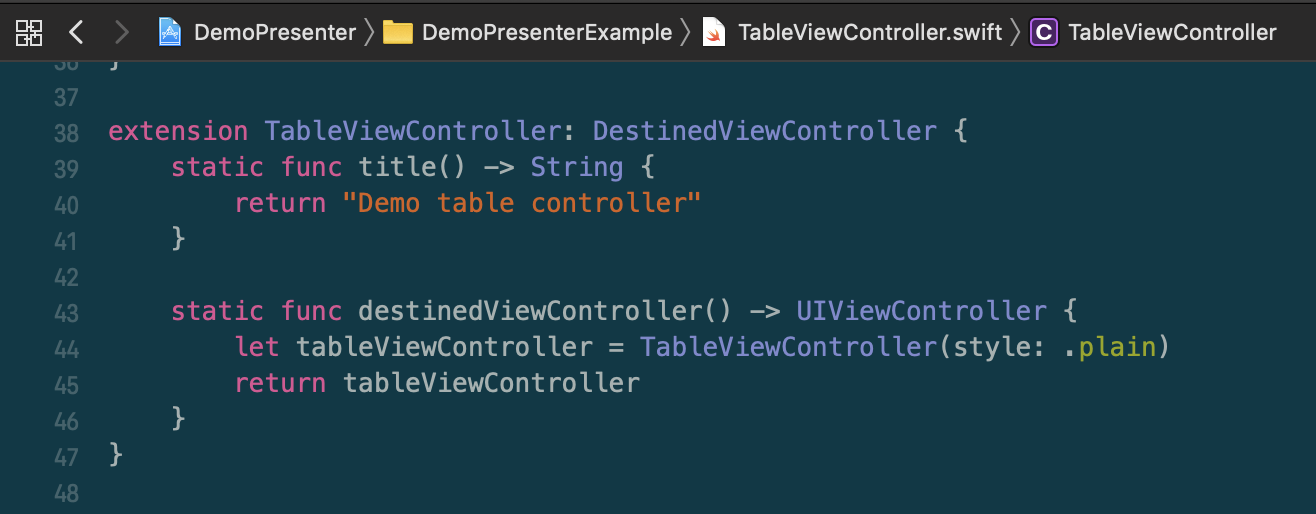 DemoPresenter DemoPresenterExample TableViewController.swift C TableViewController
36 }
37
38 extension TableViewController: DestinedViewController {
39     static func title() -> String {
40         return "Demo table controller"
41     }
42
43     static func destinedViewController() -> UIViewController {
44         let tableViewController = TableViewController(style: .plain)
45         return tableViewController
46     }
47 }
48